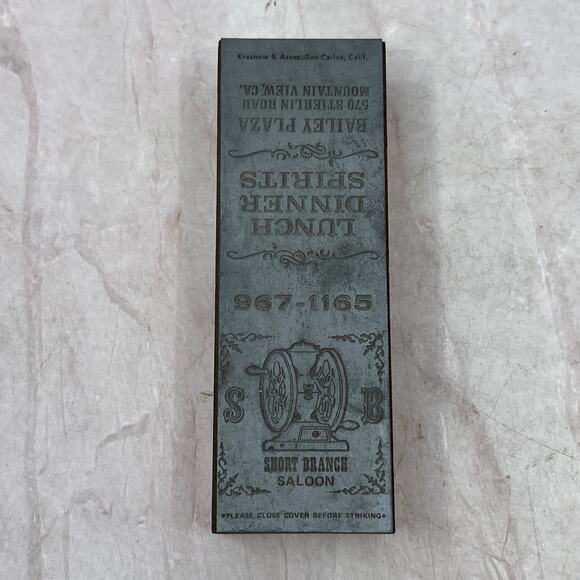 Krasnow & Assoc.-San Carlos, Calif.
BAILEY PLAZA
570 STIERLIN ROAD
MOUNTAIN VIEW, CA.
LUNCH
DINNER
SPIRITS
967-1165
S B
SHORT BRANCH
SALOON
*PLEASE CLOSE COVER BEFORE STRIKING*